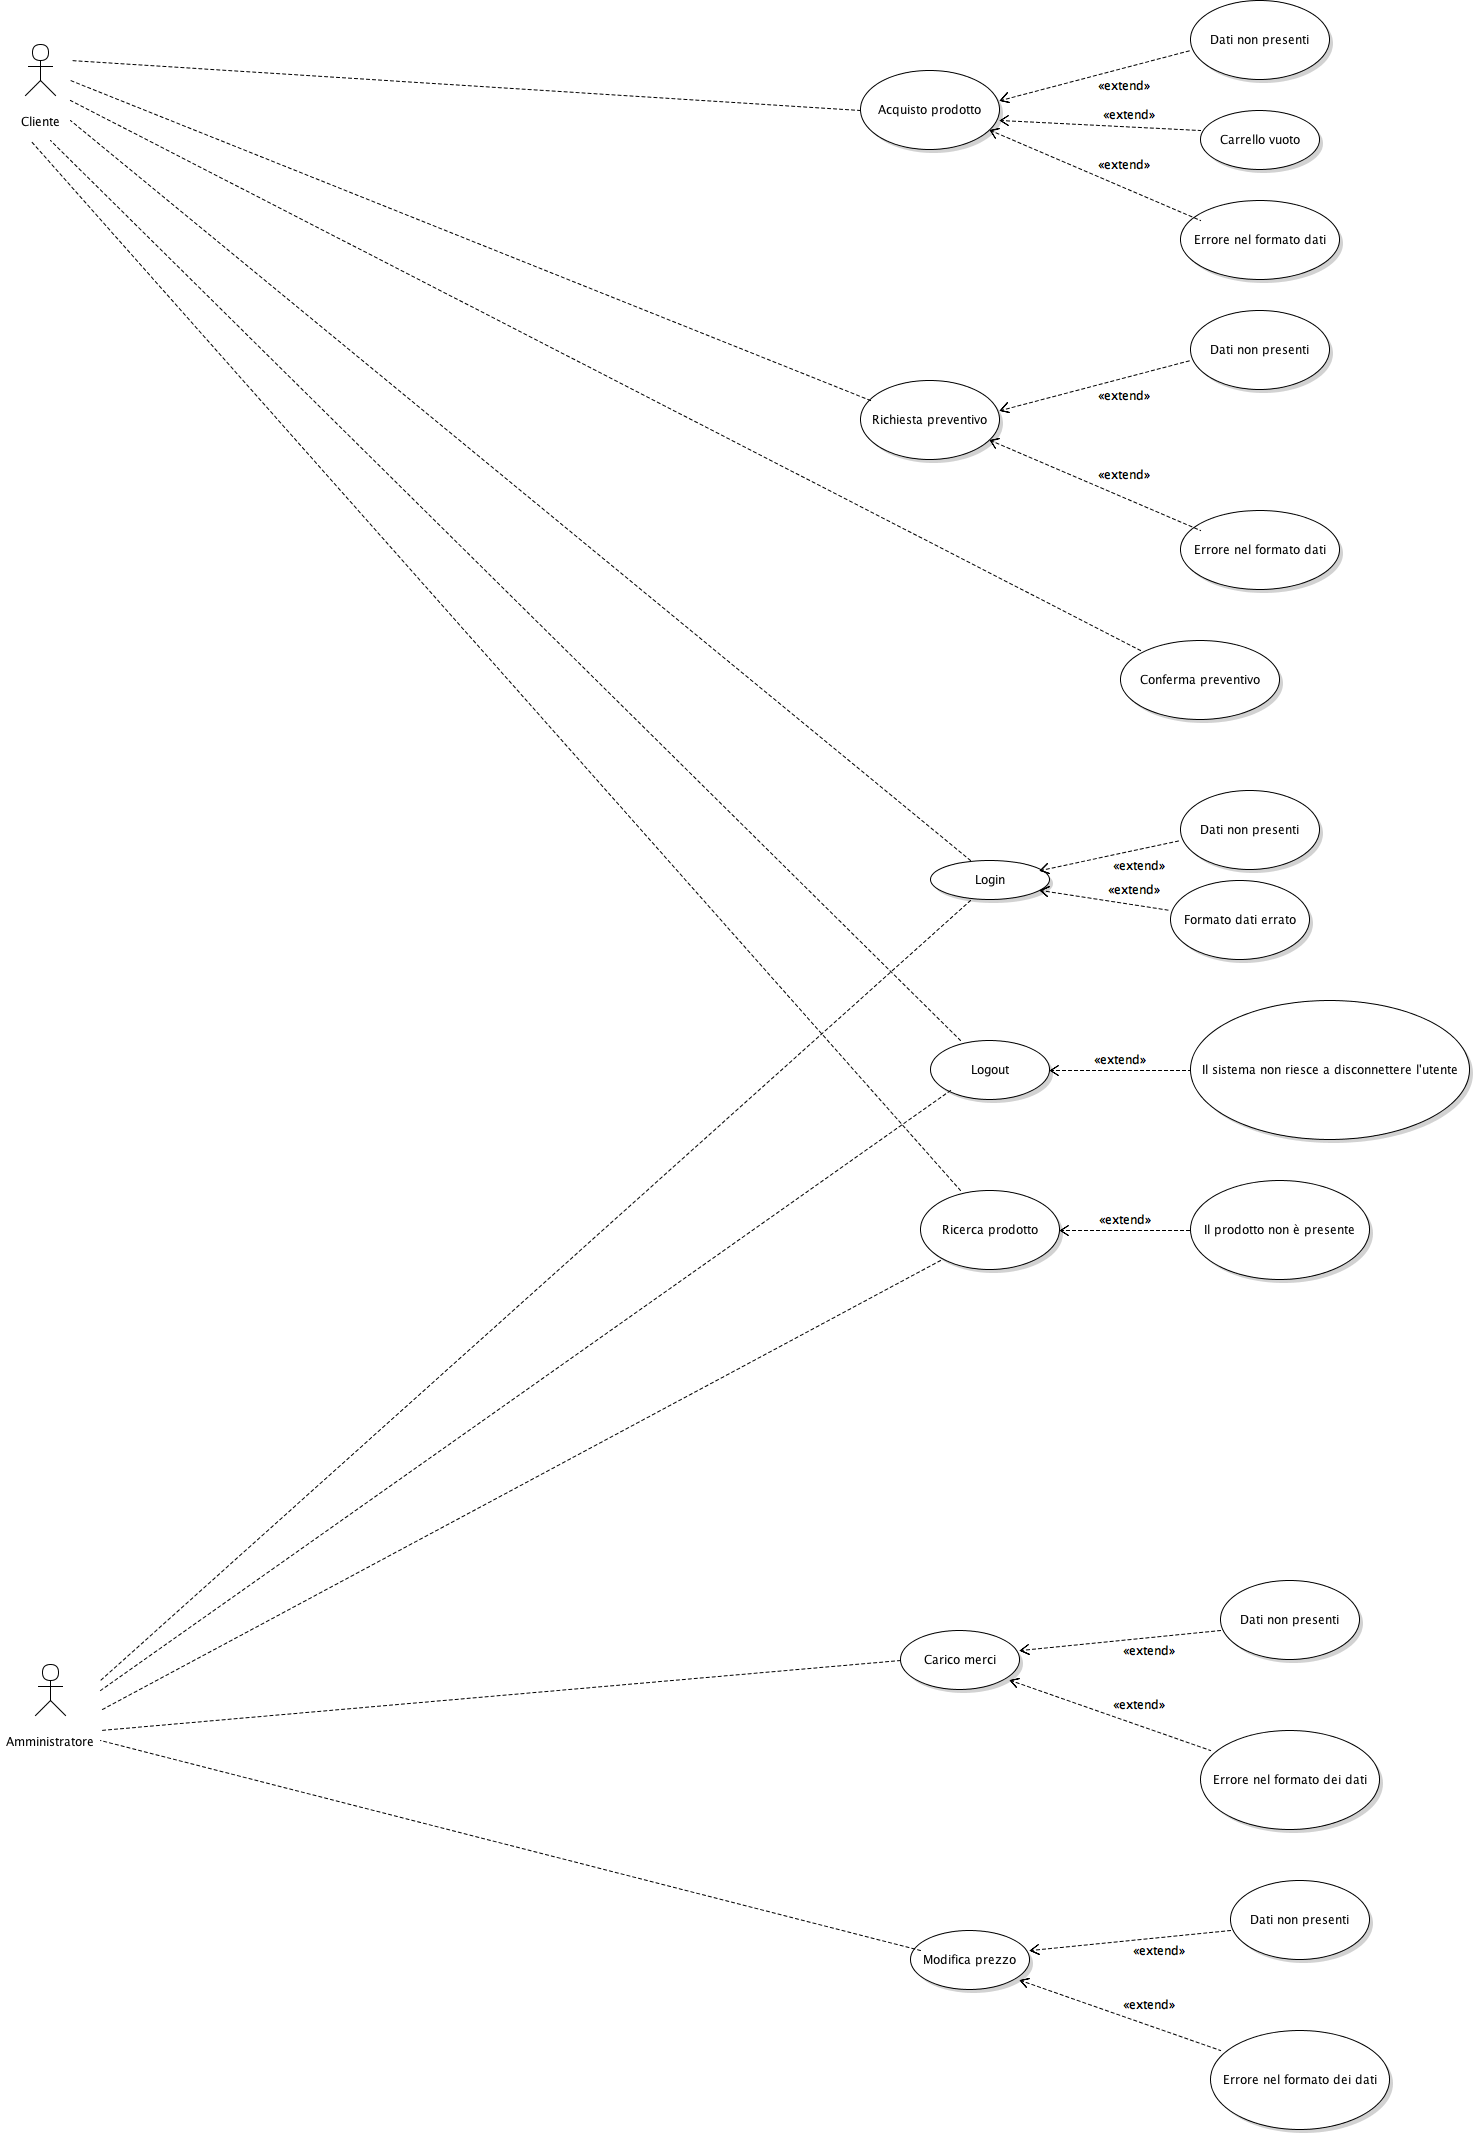 Dati non presenti
Cliente
Acquisto prodotto
«extend»
«extend»
Carrello vuoto
«extend»
Errore nel formato dati
Dati non presenti
«extend»
Richiesta preventivo
«extend»
Errore nel formato dati
Conferma preventivo
Dati non presenti
«extend»
Login
«extend»
Formato dati errato
«extend»
Logout
Il sistema non riesce a disconnettere l'utente
«extend»
Ricerca prodotto
Il prodotto non è presente
Dati non presenti
«extend»
Carico merci
«extend»
Amministratore
Errore nel formato dei dati
Dati non presenti
«extend»
Modifica prezzo
«extend»
Errore nel formato dei dati